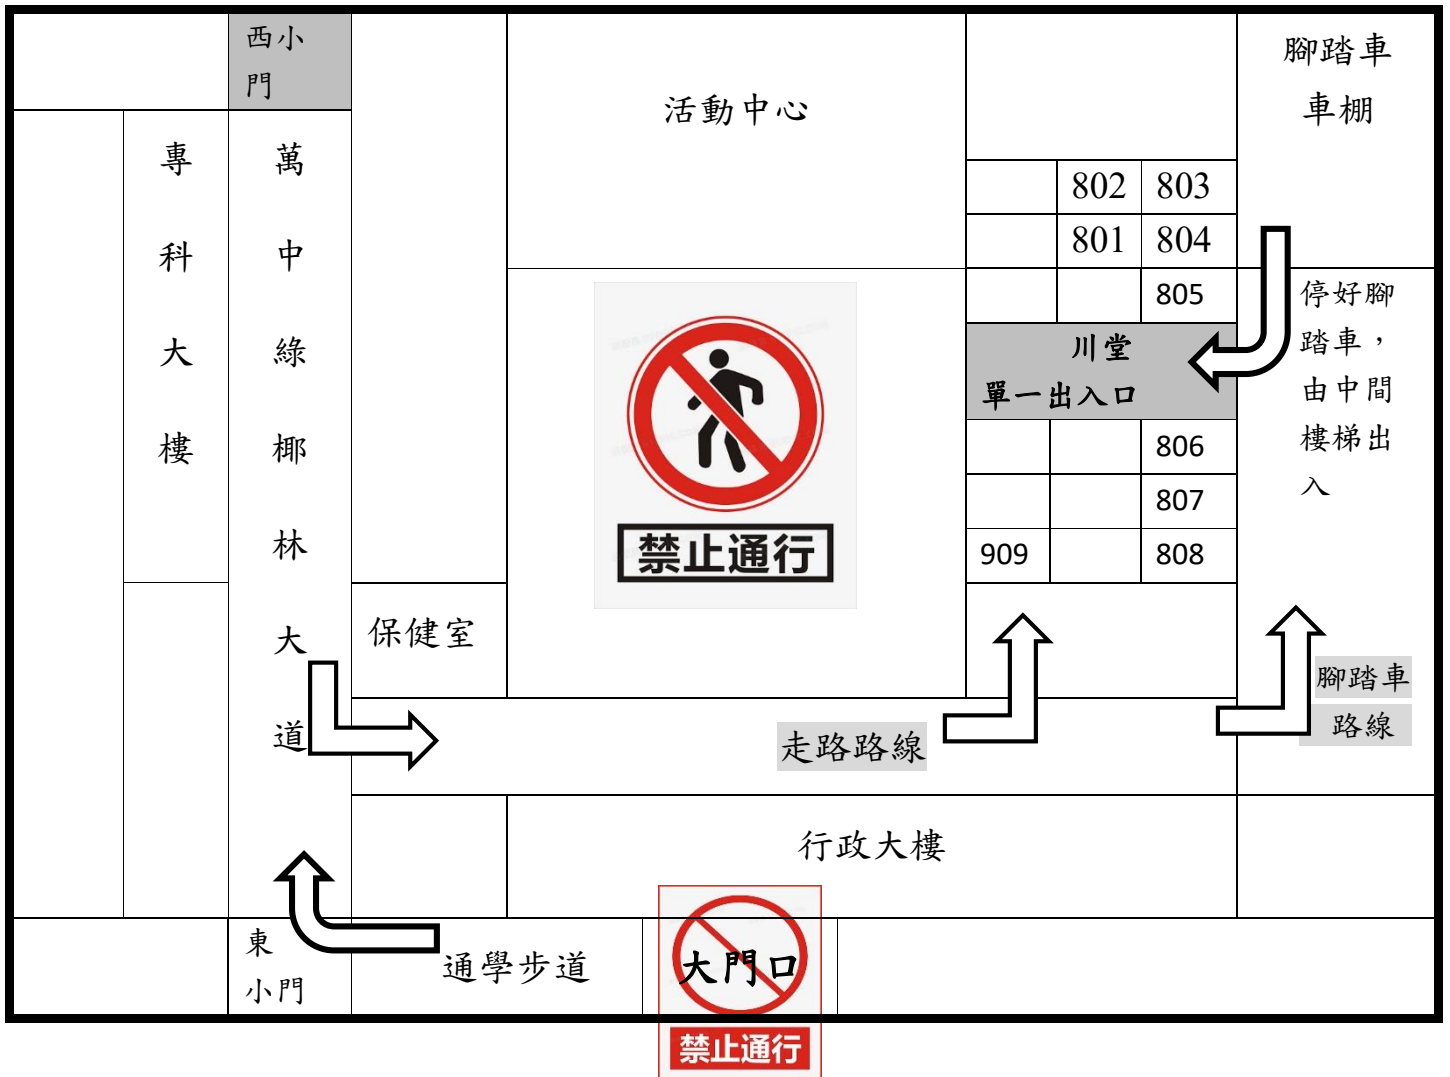 西小
門
活動中心
腳踏車
車棚
專科大樓
萬中綠椰林大道
802
803
801
804
805
停好腳
踏車，
由中間
樓梯出
入
川堂
單一出入口
禁止通行
806
807
909
808
保健室
腳踏車
路線
走路路線
行政大樓
東
小門
通學步道
大門口
禁止通行